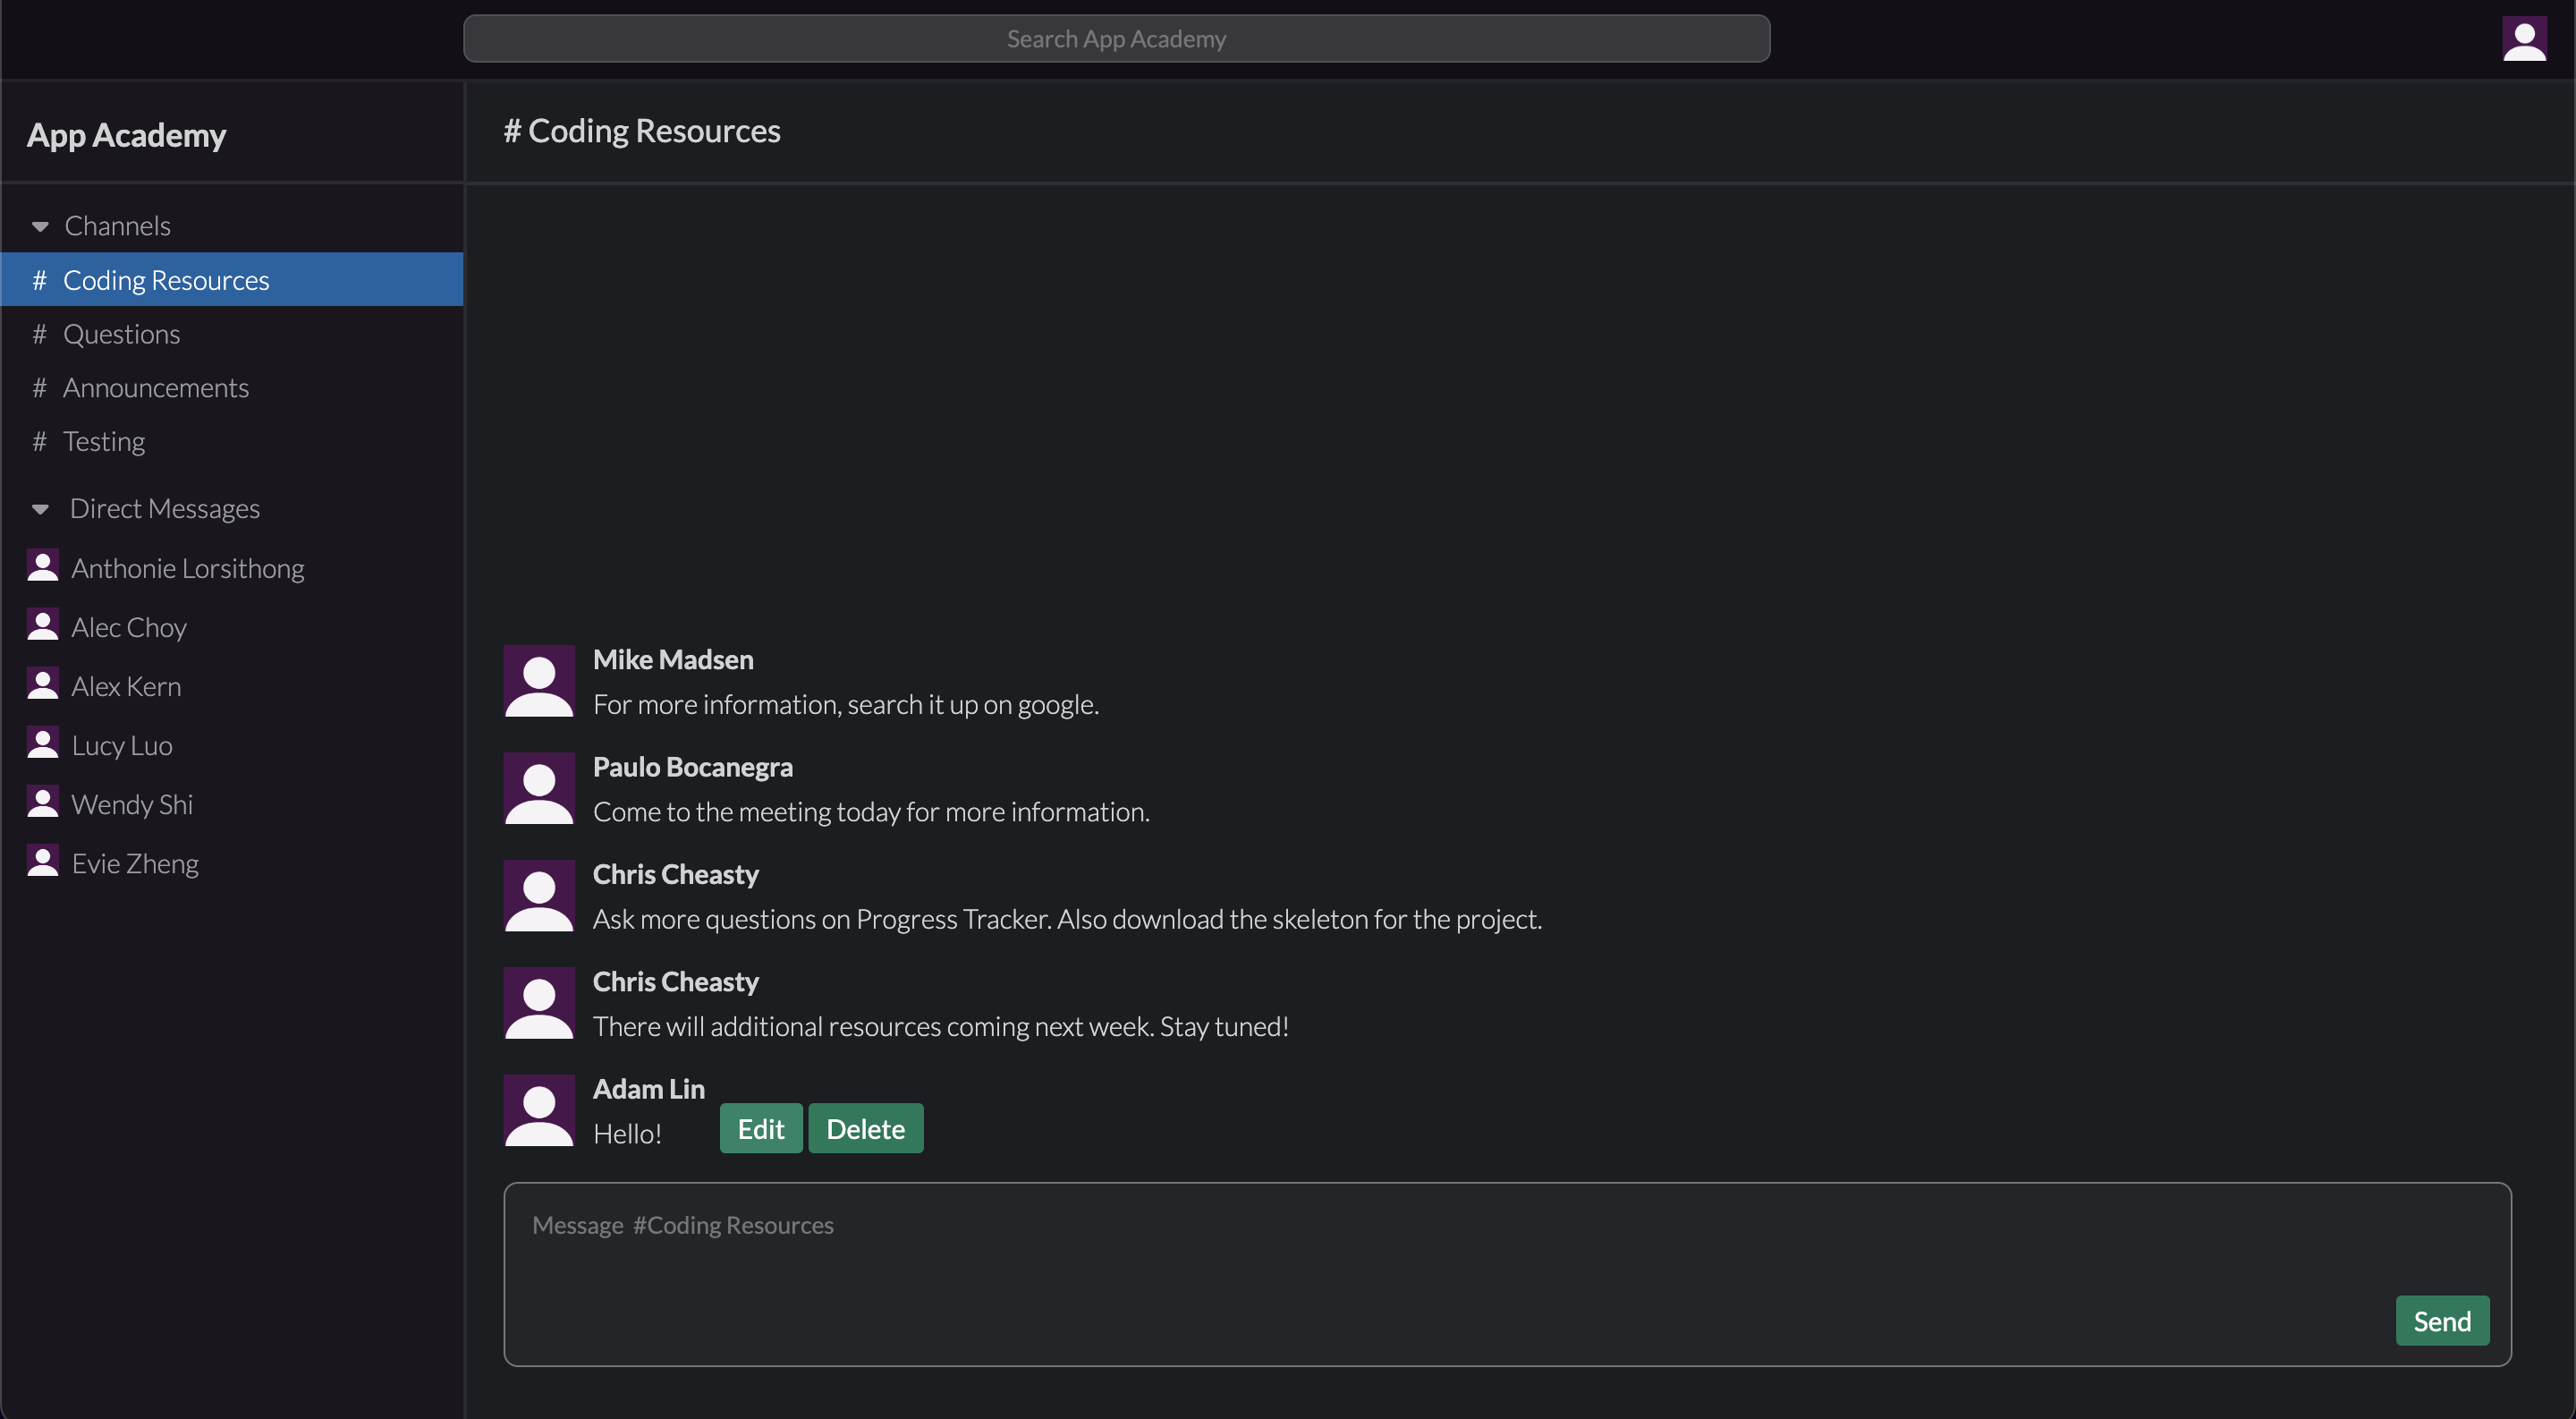 Search App Academy
App Academy
# Coding Resources
Channels
# Coding Resources
# Questions
# Announcements
# Testing
Direct Messages
Anthonie Lorsithong
Alec Choy
Alex Kern
Lucy Luo
Wendy Shi
Evie Zheng
Mike Madsen
For more information, search it up on google.
Paulo Bocanegra
Come to the meeting today for more information.
Chris Cheasty
Ask more questions on Progress Tracker. Also download the skeleton for the project.
Chris Cheasty
There will additional resources coming next week. Stay tuned!
Adam Lin
Hello! Edit Delete
Message #Coding Resources
Send